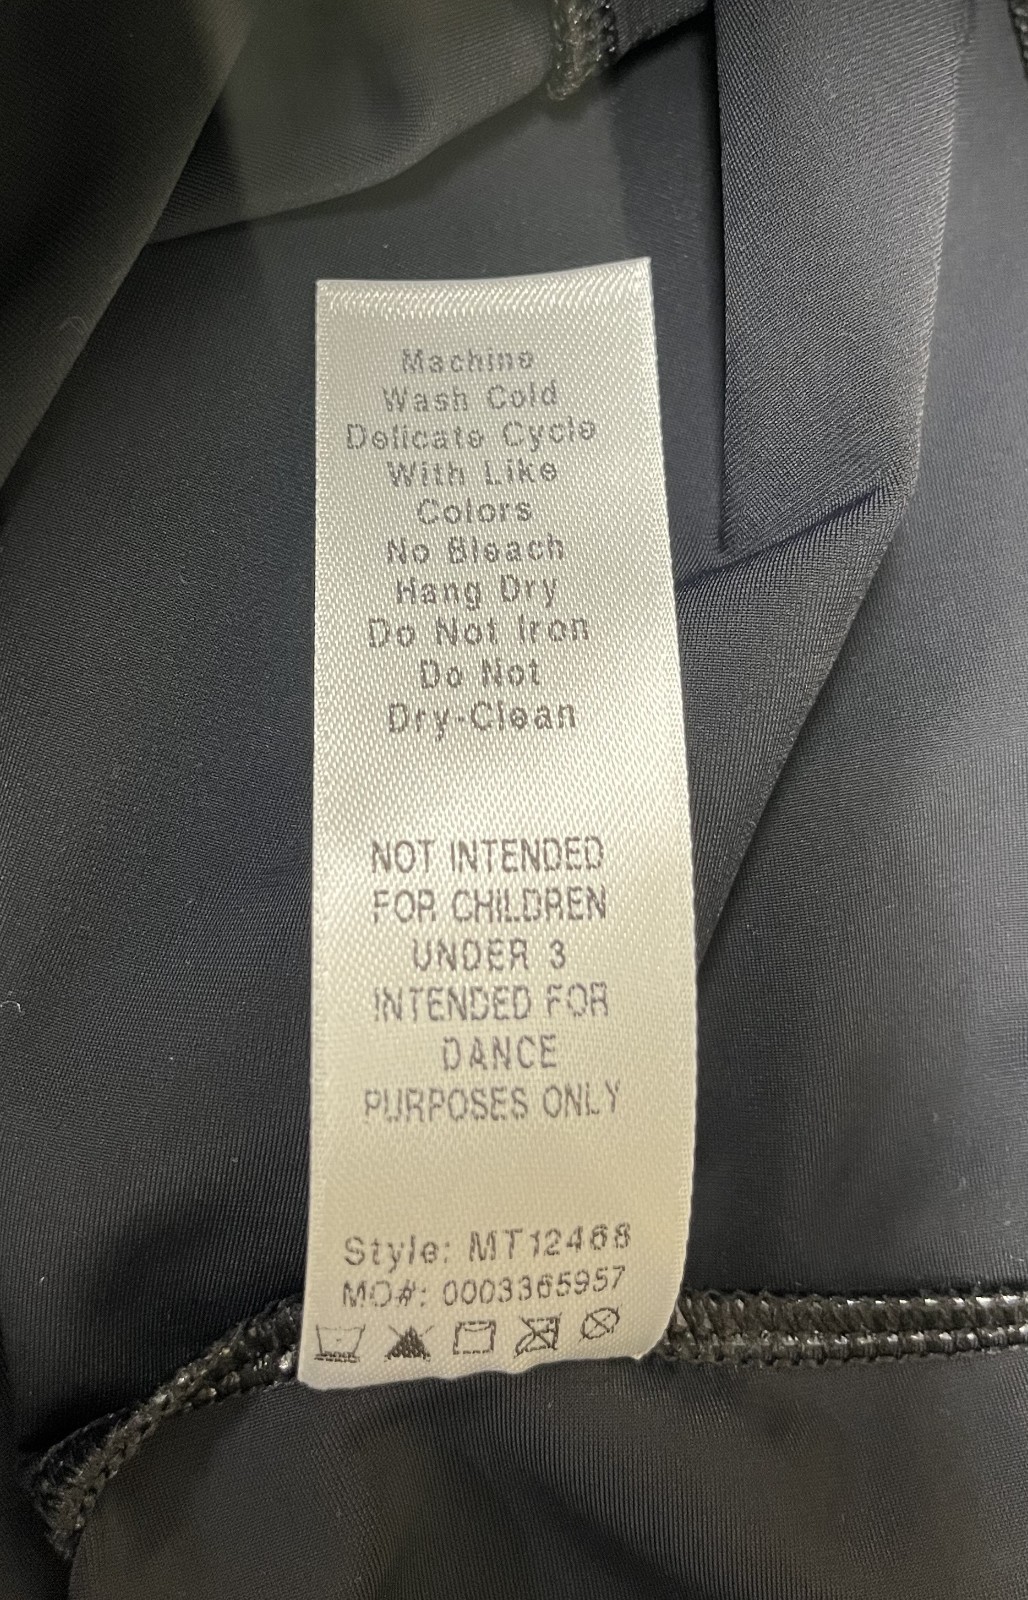 Machine
Wash Cold
Delicate Cycle
With Like
Colors
No Bleach
Hang Dry
Do Not Iron
Do Not
Dry-Clean
NOT INTENDED
FOR CHILDREN
UNDER 3
INTENDED FOR
DANCE
PURPOSES ONLY
Style: MT12468
MO#: 0003365957